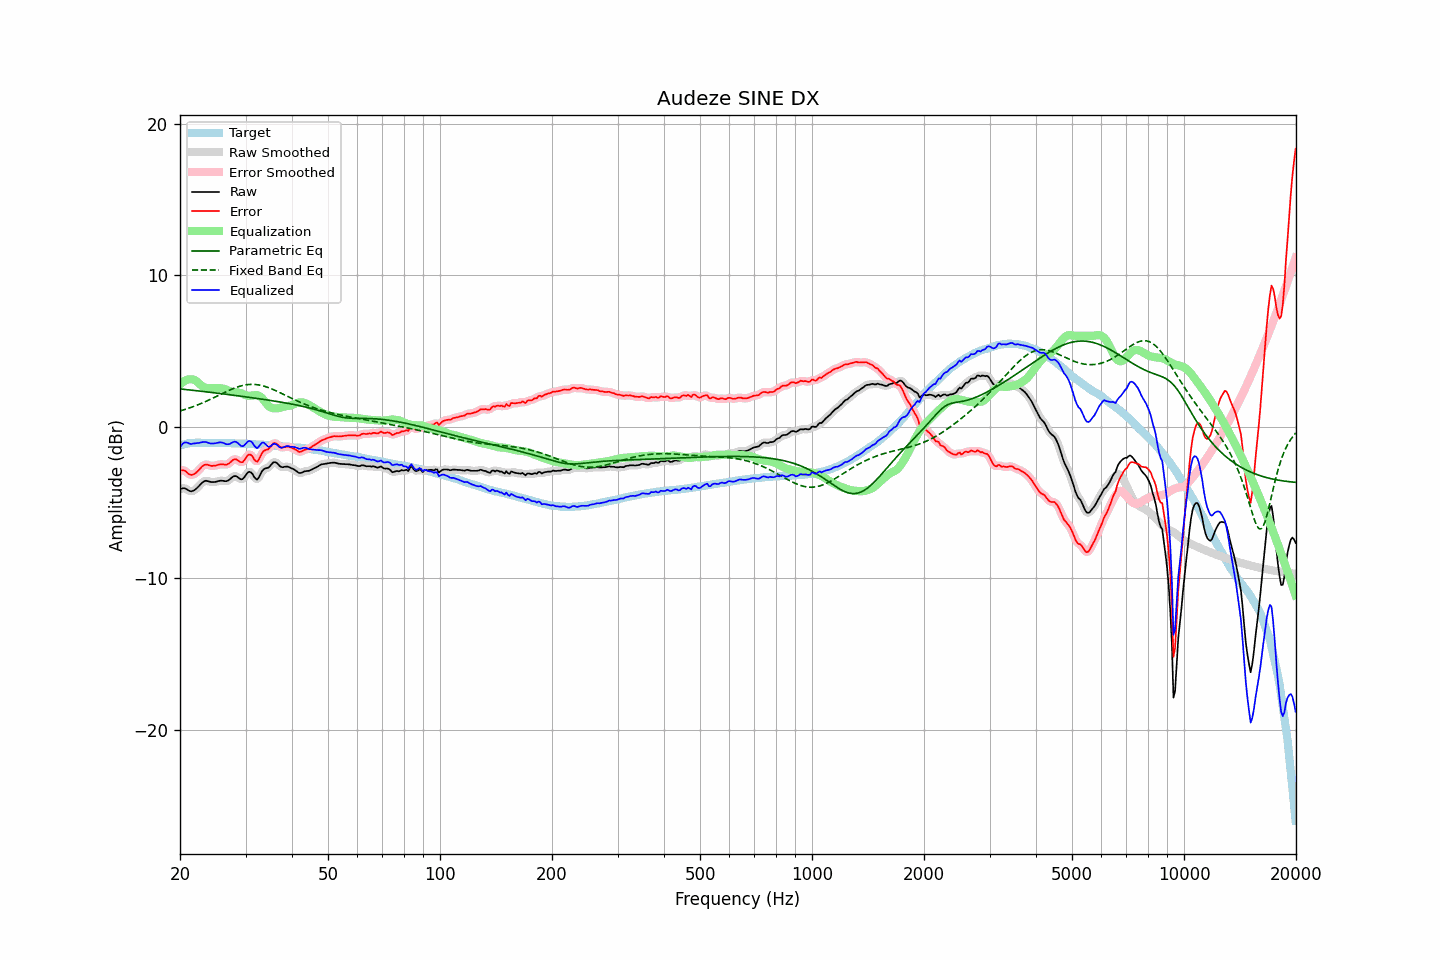 Audeze SINE DX
Target
Raw Smoothed
Error Smoothed
Raw
Error
Equalization
Parametric Eq
Fixed Band Eq
Equalized
20
10
0
−10
−20
Amplitude (dBr)
20 50 100 200 500 1000 2000 5000 10000 20000
Frequency (Hz)